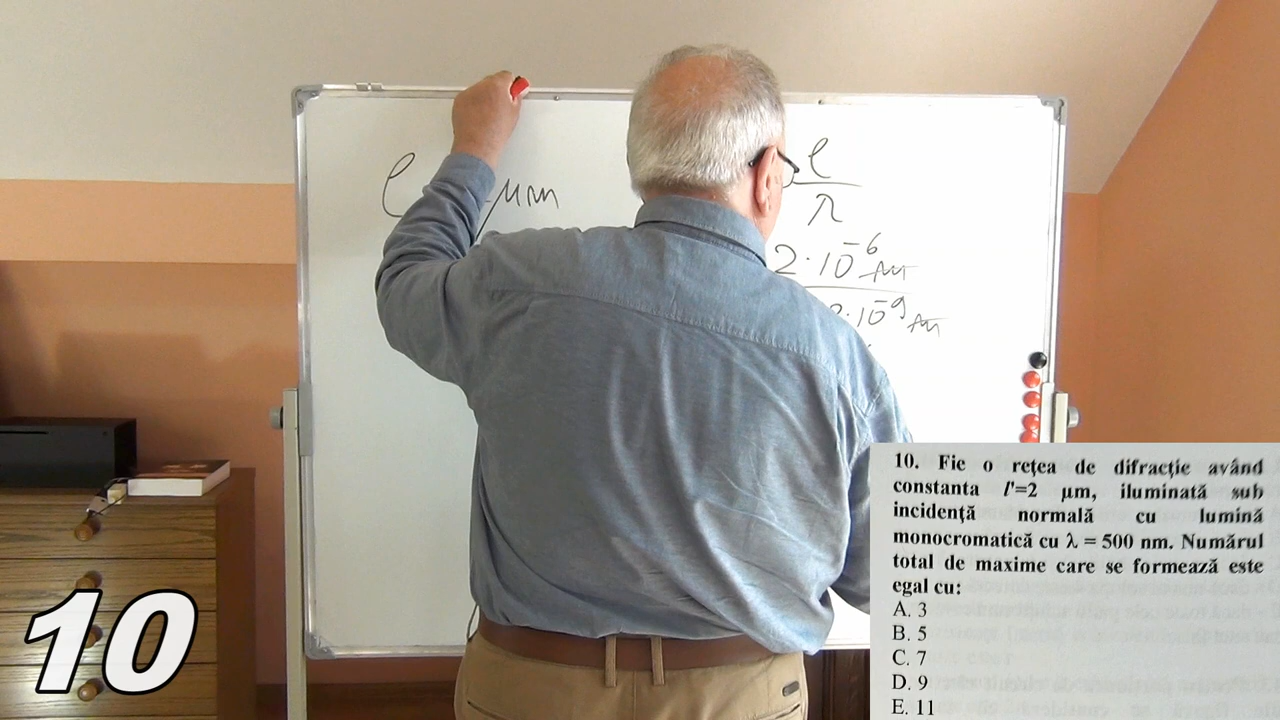 l μm
l
λ
2·10⁻⁶ m
·10⁻⁹ m
10. Fie o rețea de difracție având
constanta l'=2 μm, iluminată sub
incidență normală cu lumină
monocromatică cu λ = 500 nm. Numărul
total de maxime care se formează este
egal cu:
A. 3
B. 5
C. 7
D. 9
E. 11
10